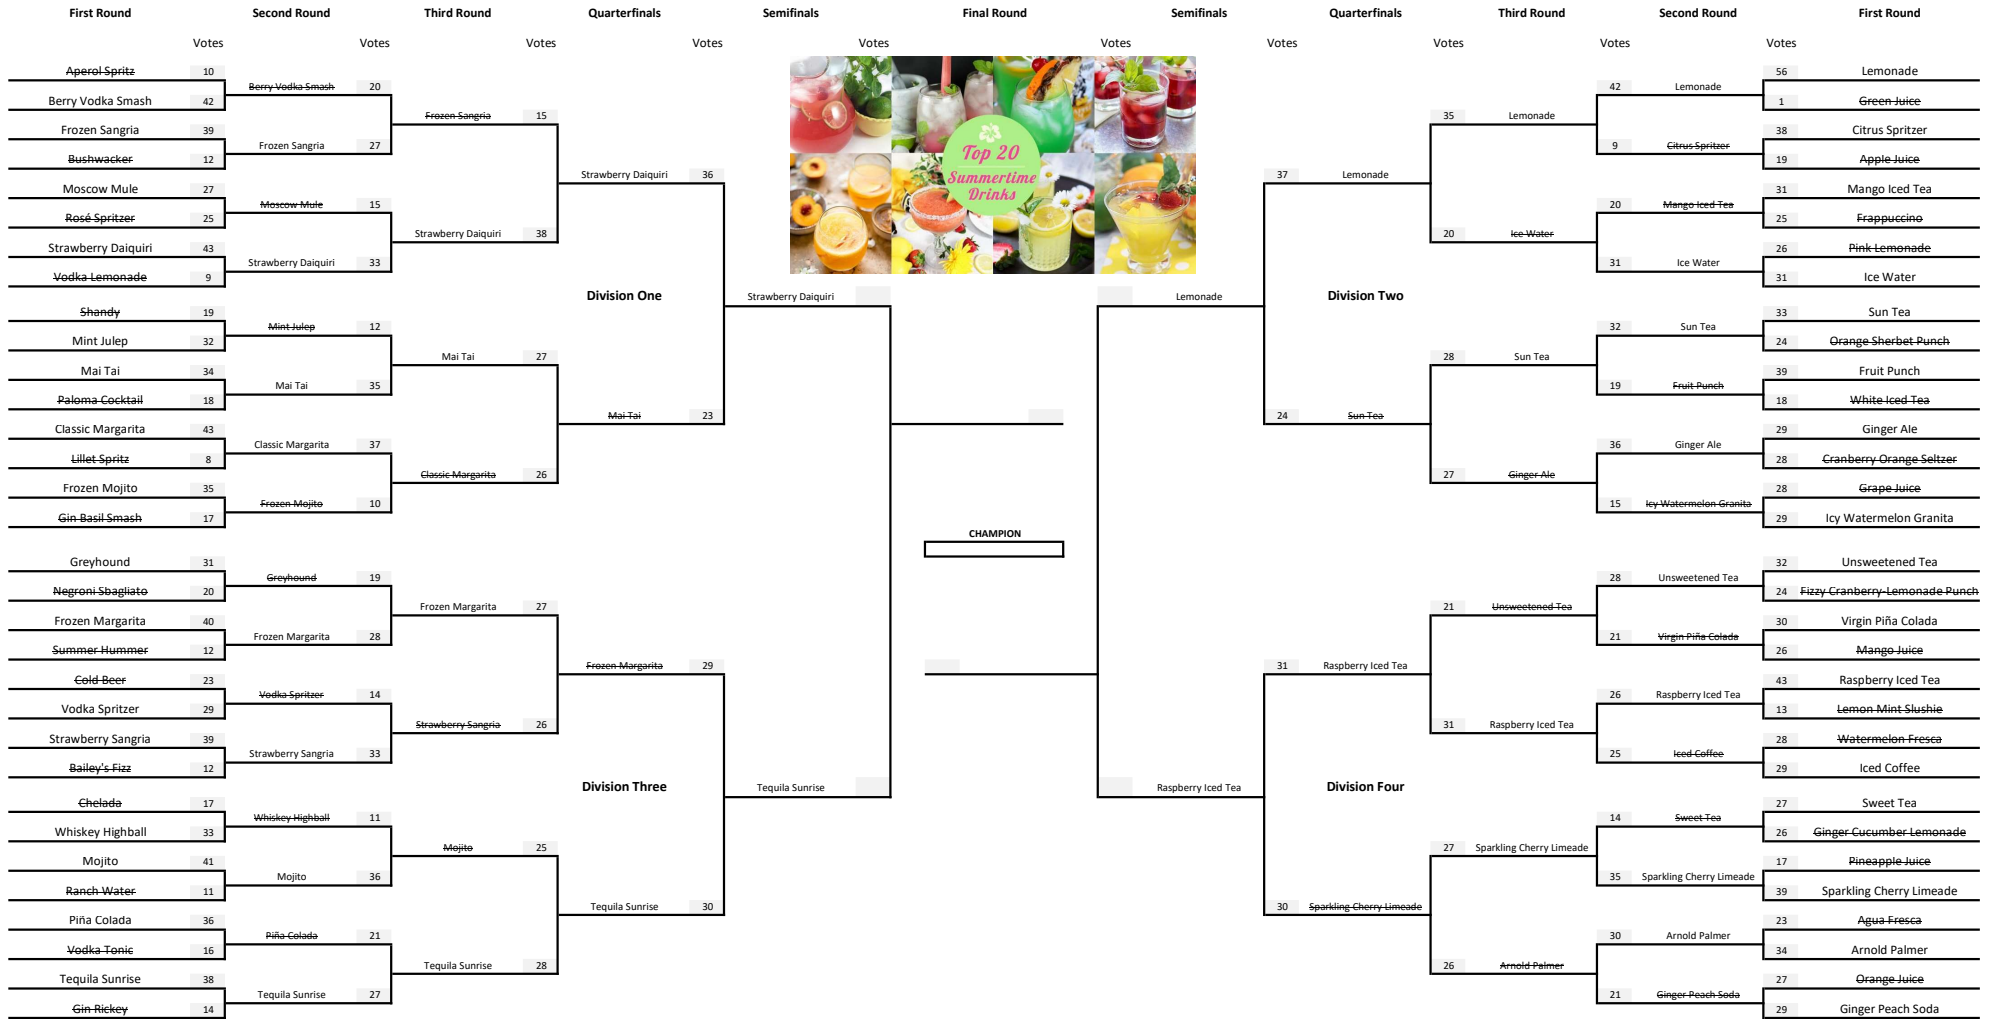 First Round Second Round Third Round Quarterfinals Semifinals Final Round Semifinals Quarterfinals Third Round Second Round First Round
Votes Votes Votes Votes Votes Votes Votes Votes Votes Votes
Aperol Spritz 10 56 Lemonade
Berry Vodka Smash 20 42 Lemonade
Berry Vodka Smash 42 1 Green Juice
Frozen Sangria 15 35 Lemonade
Frozen Sangria 39 38 Citrus Spritzer
Frozen Sangria 27 9 Citrus Spritzer
Bushwacker 12 19 Apple Juice
Top 20
Summertime
Drinks
Strawberry Daiquiri 36 37 Lemonade
Moscow Mule 27 31 Mango Iced Tea
Moscow Mule 15 20 Mango Iced Tea
Rosé Spritzer 25 25 Frappuccino
Strawberry Daiquiri 38 20 Ice Water
Strawberry Daiquiri 43 26 Pink Lemonade
Strawberry Daiquiri 33 31 Ice Water
Vodka Lemonade 9 31 Ice Water
Division One Strawberry Daiquiri Lemonade Division Two
Shandy 19 33 Sun Tea
Mint Julep 12 32 Sun Tea
Mint Julep 32 24 Orange Sherbet Punch
Mai Tai 27 28 Sun Tea
Mai Tai 34 39 Fruit Punch
Mai Tai 35 19 Fruit Punch
Paloma Cocktail 18 18 White Iced Tea
Mai Tai 23 24 Sun Tea
Classic Margarita 43 29 Ginger Ale
Classic Margarita 37 36 Ginger Ale
Lillet Spritz 8 28 Cranberry Orange Seltzer
Classic Margarita 26 27 Ginger Ale
Frozen Mojito 35 28 Grape Juice
Frozen Mojito 10 15 Icy Watermelon Granita
Gin Basil Smash 17 29 Icy Watermelon Granita
CHAMPION
Greyhound 31 32 Unsweetened Tea
Greyhound 19 28 Unsweetened Tea
Negroni Sbagliato 20 24 Fizzy Cranberry-Lemonade Punch
Frozen Margarita 27 21 Unsweetened Tea
Frozen Margarita 40 30 Virgin Piña Colada
Frozen Margarita 28 21 Virgin Piña Colada
Summer Hummer 12 26 Mango Juice
Frozen Margarita 29 31 Raspberry Iced Tea
Cold Beer 23 43 Raspberry Iced Tea
Vodka Spritzer 14 26 Raspberry Iced Tea
Vodka Spritzer 29 13 Lemon Mint Slushie
Strawberry Sangria 26 31 Raspberry Iced Tea
Strawberry Sangria 39 28 Watermelon Fresca
Strawberry Sangria 33 25 Iced Coffee
Bailey's Fizz 12 29 Iced Coffee
Division Three Tequila Sunrise Raspberry Iced Tea Division Four
Chelada 17 27 Sweet Tea
Whiskey Highball 11 14 Sweet Tea
Whiskey Highball 33 26 Ginger Cucumber Lemonade
Mojito 25 27 Sparkling Cherry Limeade
Mojito 41 17 Pineapple Juice
Mojito 36 35 Sparkling Cherry Limeade
Ranch Water 11 39 Sparkling Cherry Limeade
Tequila Sunrise 30 30 Sparkling Cherry Limeade
Piña Colada 36 23 Agua Fresca
Piña Colada 21 30 Arnold Palmer
Vodka Tonic 16 34 Arnold Palmer
Tequila Sunrise 28 26 Arnold Palmer
Tequila Sunrise 38 27 Orange Juice
Tequila Sunrise 27 21 Ginger Peach Soda
Gin Rickey 14 29 Ginger Peach Soda